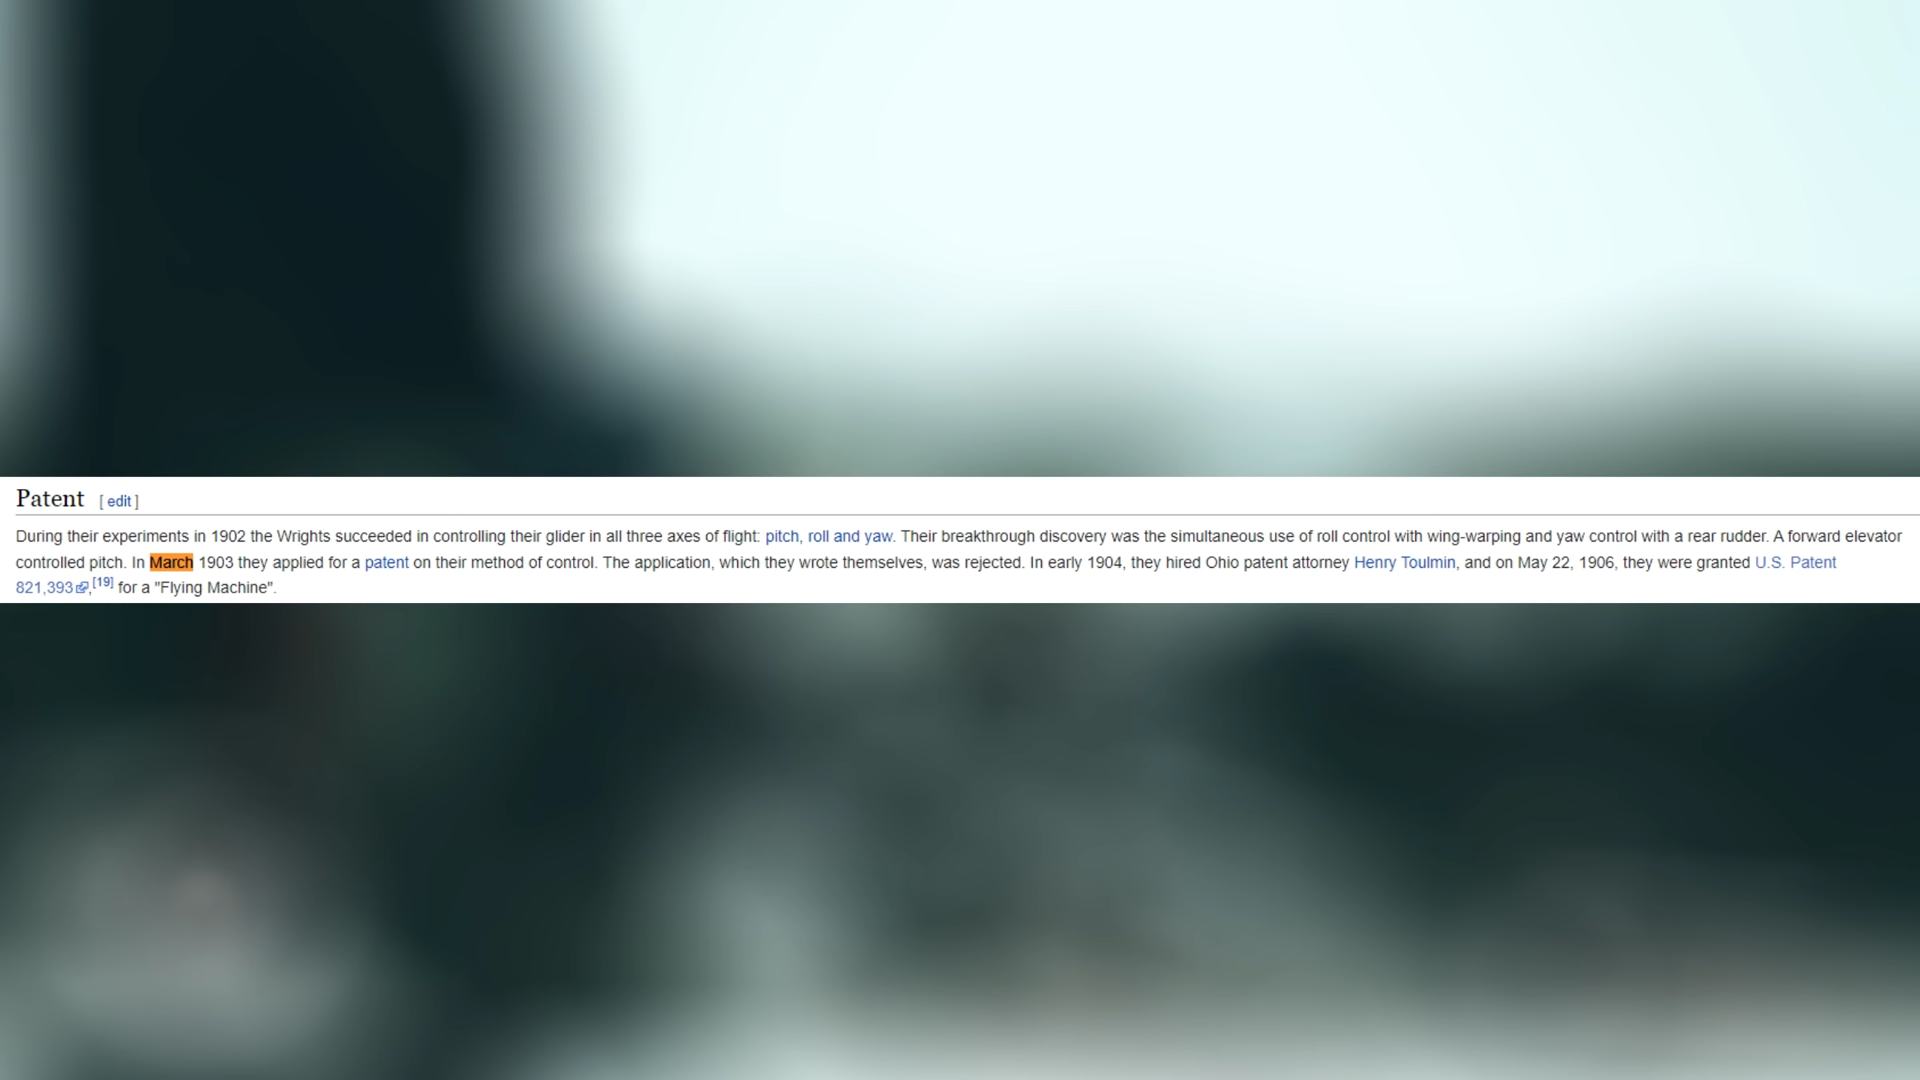 Patent [ edit ]
During their experiments in 1902 the Wrights succeeded in controlling their glider in all three axes of flight: pitch, roll and yaw. Their breakthrough discovery was the simultaneous use of roll control with wing-warping and yaw control with a rear rudder. A forward elevator
controlled pitch. In March 1903 they applied for a patent on their method of control. The application, which they wrote themselves, was rejected. In early 1904, they hired Ohio patent attorney Henry Toulmin, and on May 22, 1906, they were granted U.S. Patent
821,393,[19] for a "Flying Machine".